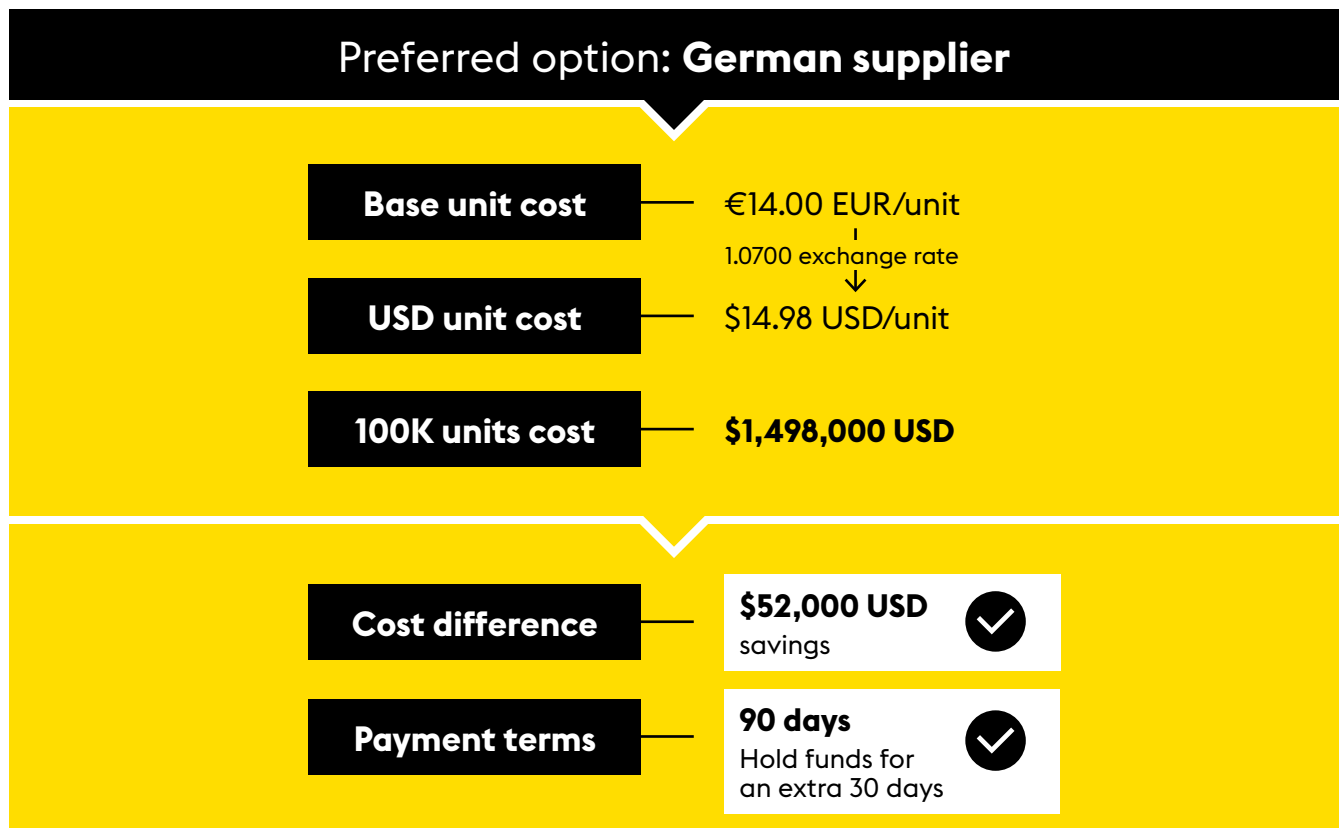 Preferred option: German supplier
Base unit cost
€14.00 EUR/unit
1.0700 exchange rate
USD unit cost
$14.98 USD/unit
100K units cost
$1,498,000 USD
Cost difference
$52,000 USD
savings
Payment terms
90 days
Hold funds for
an extra 30 days